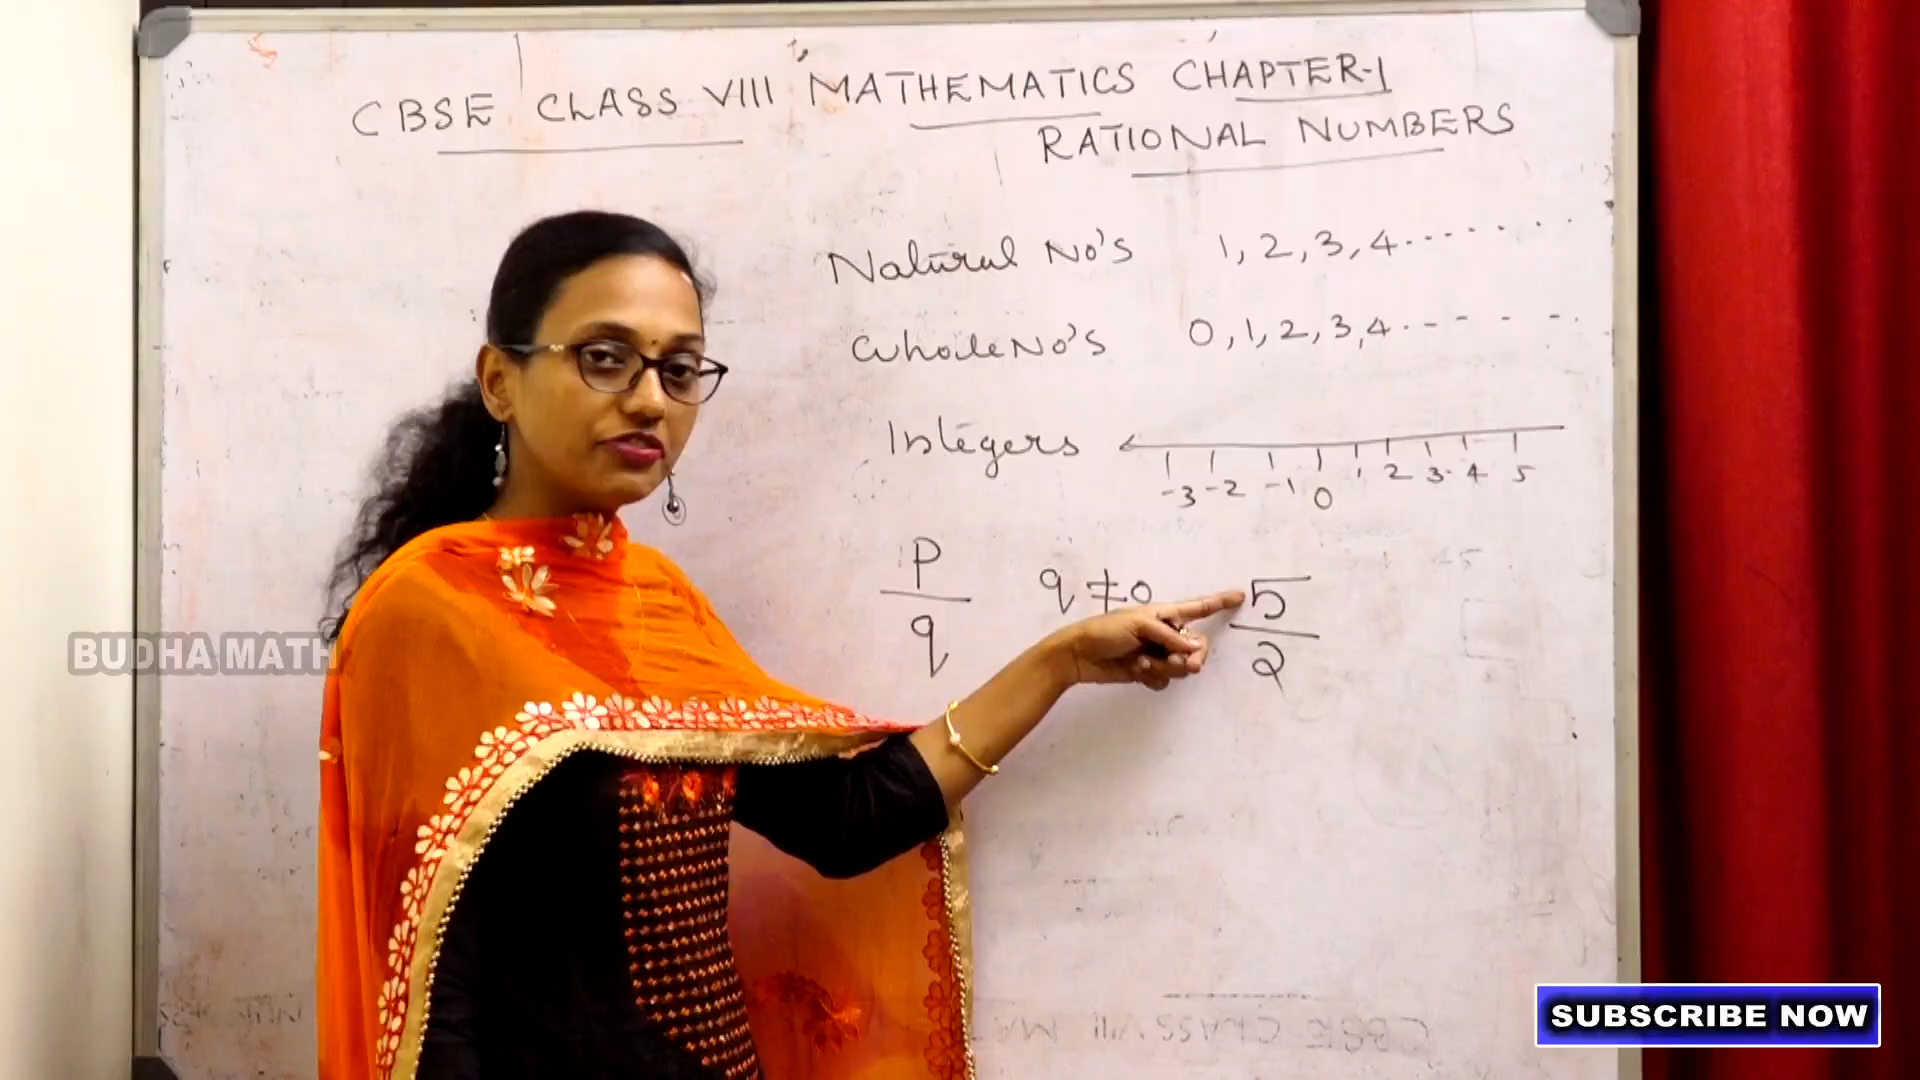 CBSE CLASS VIII MATHEMATICS CHAPTER-1
RATIONAL NUMBERS
Natural No's 1, 2, 3, 4.........
Whole No's 0, 1, 2, 3, 4.-----.
Integers
-3 -2 -1 0 1 2 3 4 5
P/q q ≠ 0 5/2
BUDHA MATH
SUBSCRIBE NOW